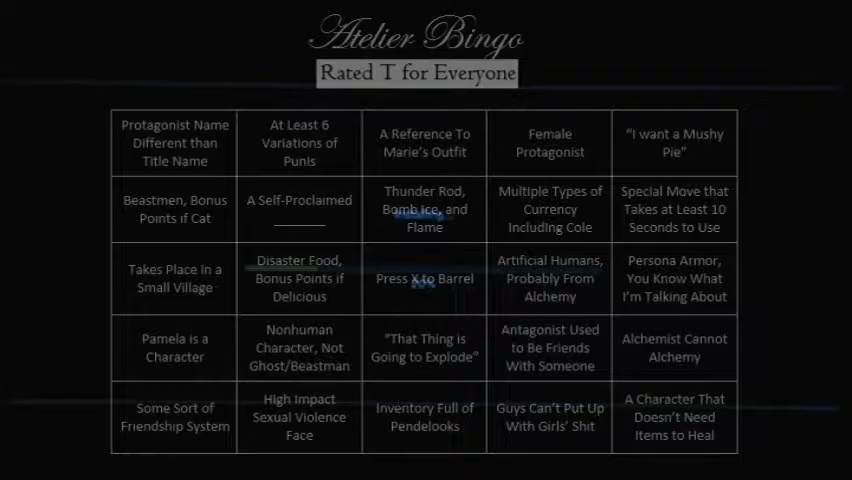 Atelier Bingo
Rated T for Everyone
Protagonist Name
Different than
Title Name
At Least 6
Variations of
Punis
A Reference To
Marie's Outfit
Female
Protagonist
"I want a Mushy
Pie"
Beastmen, Bonus
Points if Cat
A Self-Proclaimed
________
Thunder Rod,
Bomb Ice, and
Flame
Multiple Types of
Currency
Including Cole
Special Move that
Takes at Least 10
Seconds to Use
Takes Place in a
Small Village
Disaster Food,
Bonus Points if
Delicious
Press X to Barrel
Artificial Humans,
Probably From
Alchemy
Persona Armor,
You Know What
I'm Talking About
Pamela is a
Character
Nonhuman
Character, Not
Ghost/Beastman
"That Thing is
Going to Explode"
Antagonist Used
to Be Friends
With Someone
Alchemist Cannot
Alchemy
Some Sort of
Friendship System
High Impact
Sexual Violence
Face
Inventory Full of
Pendelooks
Guys Can't Put Up
With Girls' Shit
A Character That
Doesn't Need
Items to Heal